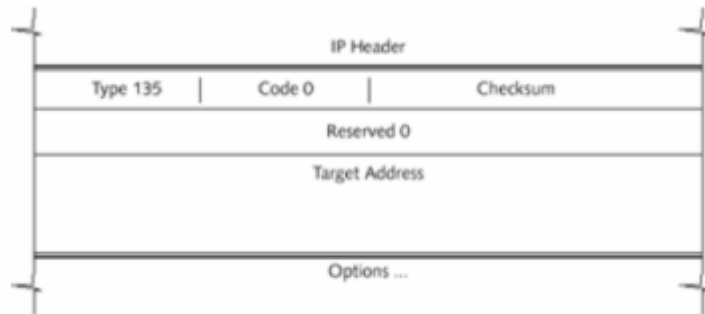 IP Header
Type 135 Code 0 Checksum
Reserved 0
Target Address
Options ...